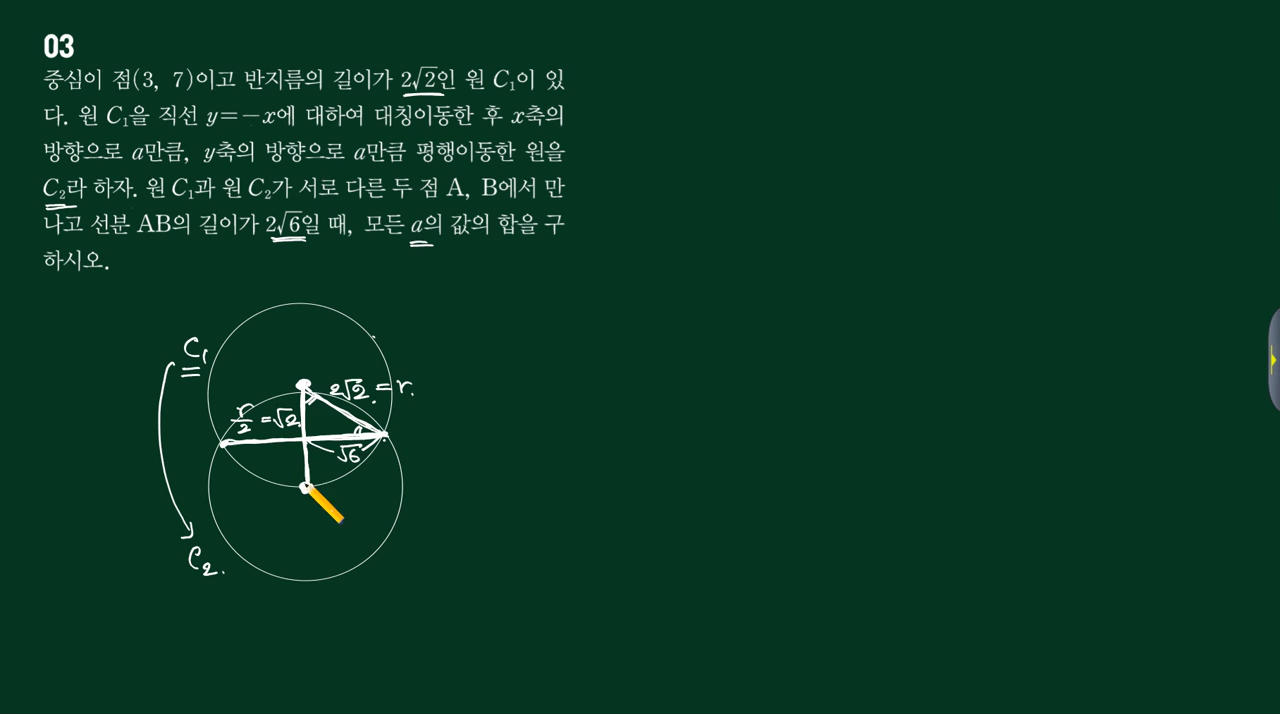 03
중심이 점(3, 7)이고 반지름의 길이가 2√2인 원 C₁이 있
다. 원 C₁을 직선 y=−x에 대하여 대칭이동한 후 x축의
방향으로 a만큼, y축의 방향으로 a만큼 평행이동한 원을
C₂라 하자. 원 C₁과 원 C₂가 서로 다른 두 점 A, B에서 만
나고 선분 AB의 길이가 2√6일 때, 모든 a의 값의 합을 구
하시오.
C₁
2√2 = r.
r/2 = √2
√6
C₂.